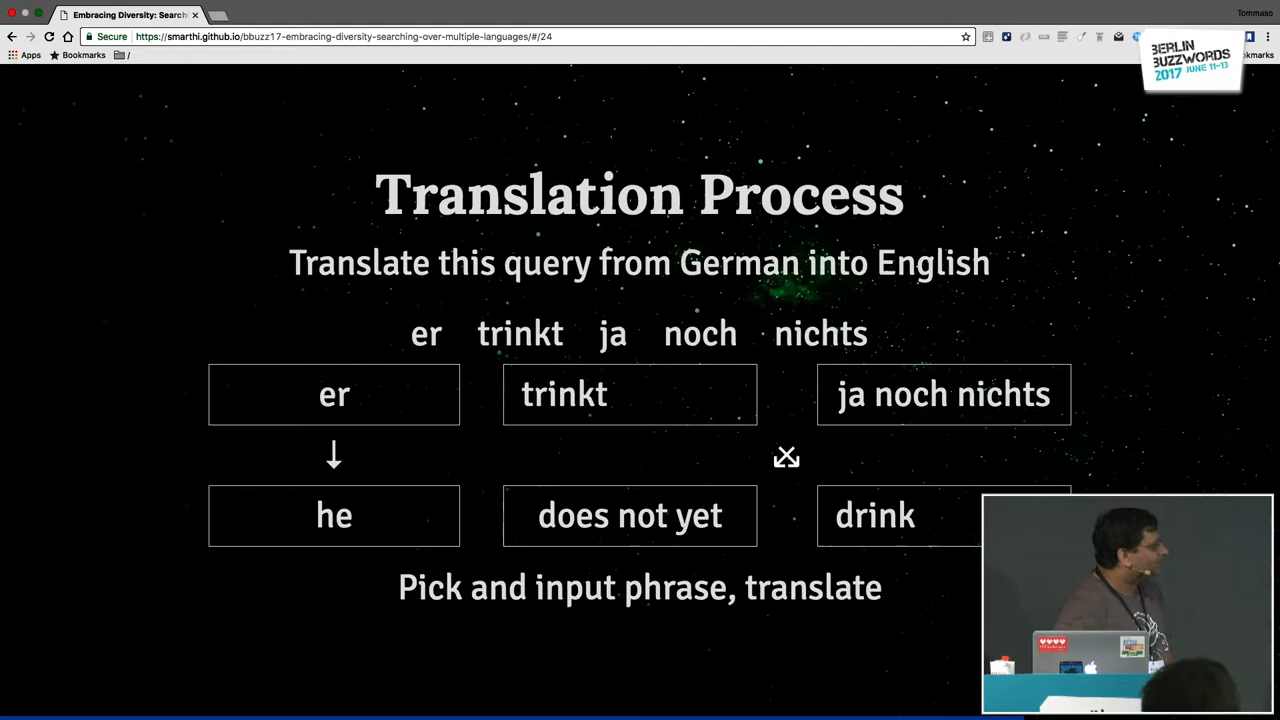 Embracing Diversity: Search
Tommaso
Secure
https://smarthi.github.io/bbuzz17-embracing-diversity-searching-over-multiple-languages/#/24
Apps
Bookmarks
/
BERLIN
BUZZWORDS
2017 JUNE 11-13
Translation Process
Translate this query from German into English
er trinkt ja noch nichts
er trinkt ja noch nichts
he does not yet drink
Pick and input phrase, translate